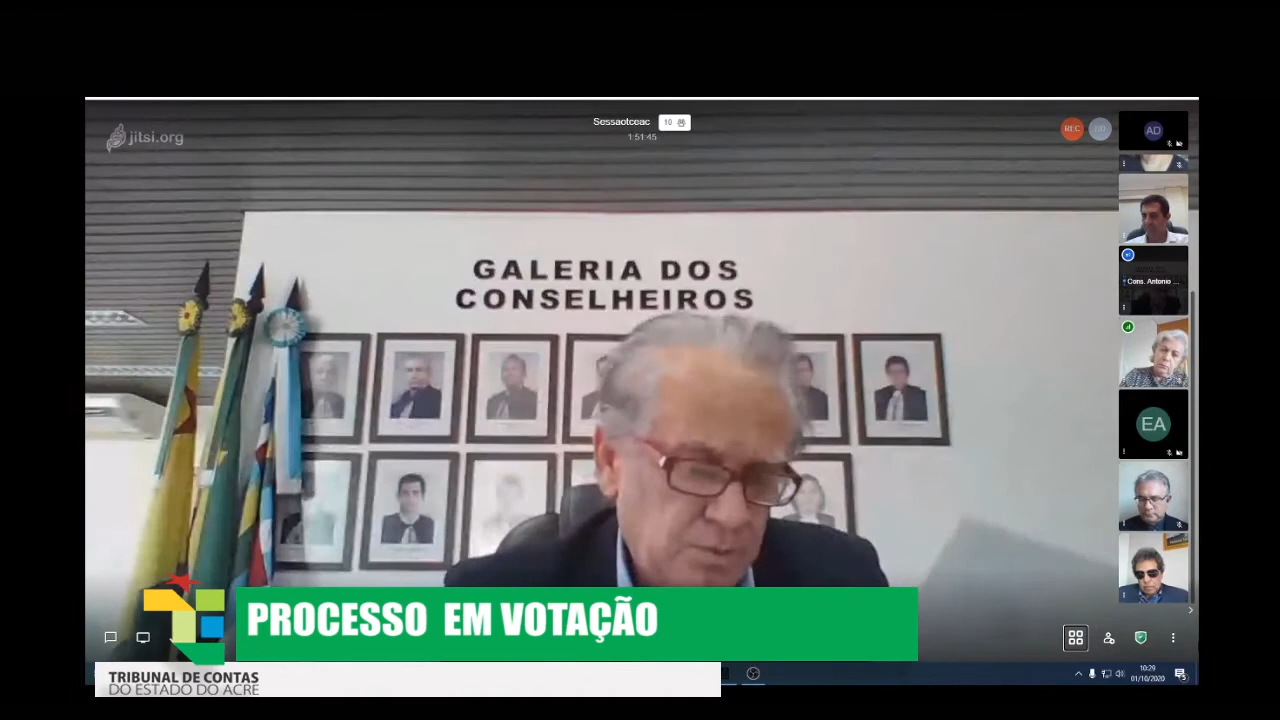 jitsi.org
Sessaotceac
10
1:51:45
REC
AD
GALERIA DOS
CONSELHEIROS
Cons. Antonio ...
EA
PROCESSO EM VOTAÇÃO
TRIBUNAL DE CONTAS
DO ESTADO DO ACRE
10:29
01/10/2020